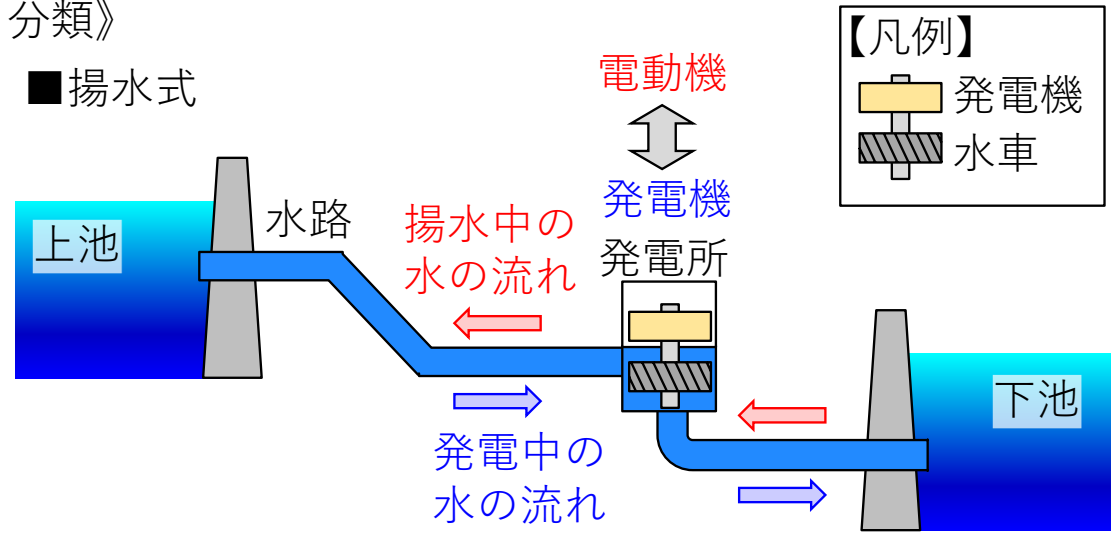 分類》
■揚水式
電動機
発電機
発電所
【凡例】
発電機
水車
上池
水路
揚水中の
水の流れ
発電中の
水の流れ
下池